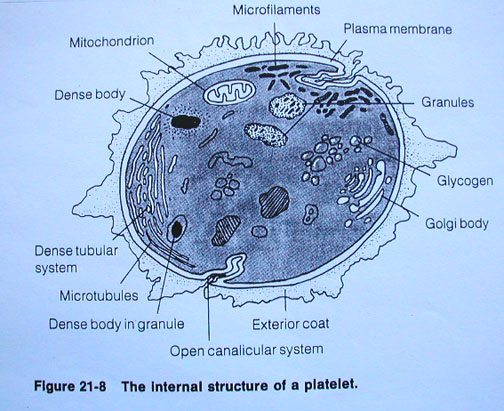 Microfilaments
Mitochondrion
Plasma membrane
Dense body
Granules
Glycogen
Golgi body
Dense tubular
system
Microtubules
Dense body in granule
Exterior coat
Open canalicular system
Figure 21-8 The internal structure of a platelet.